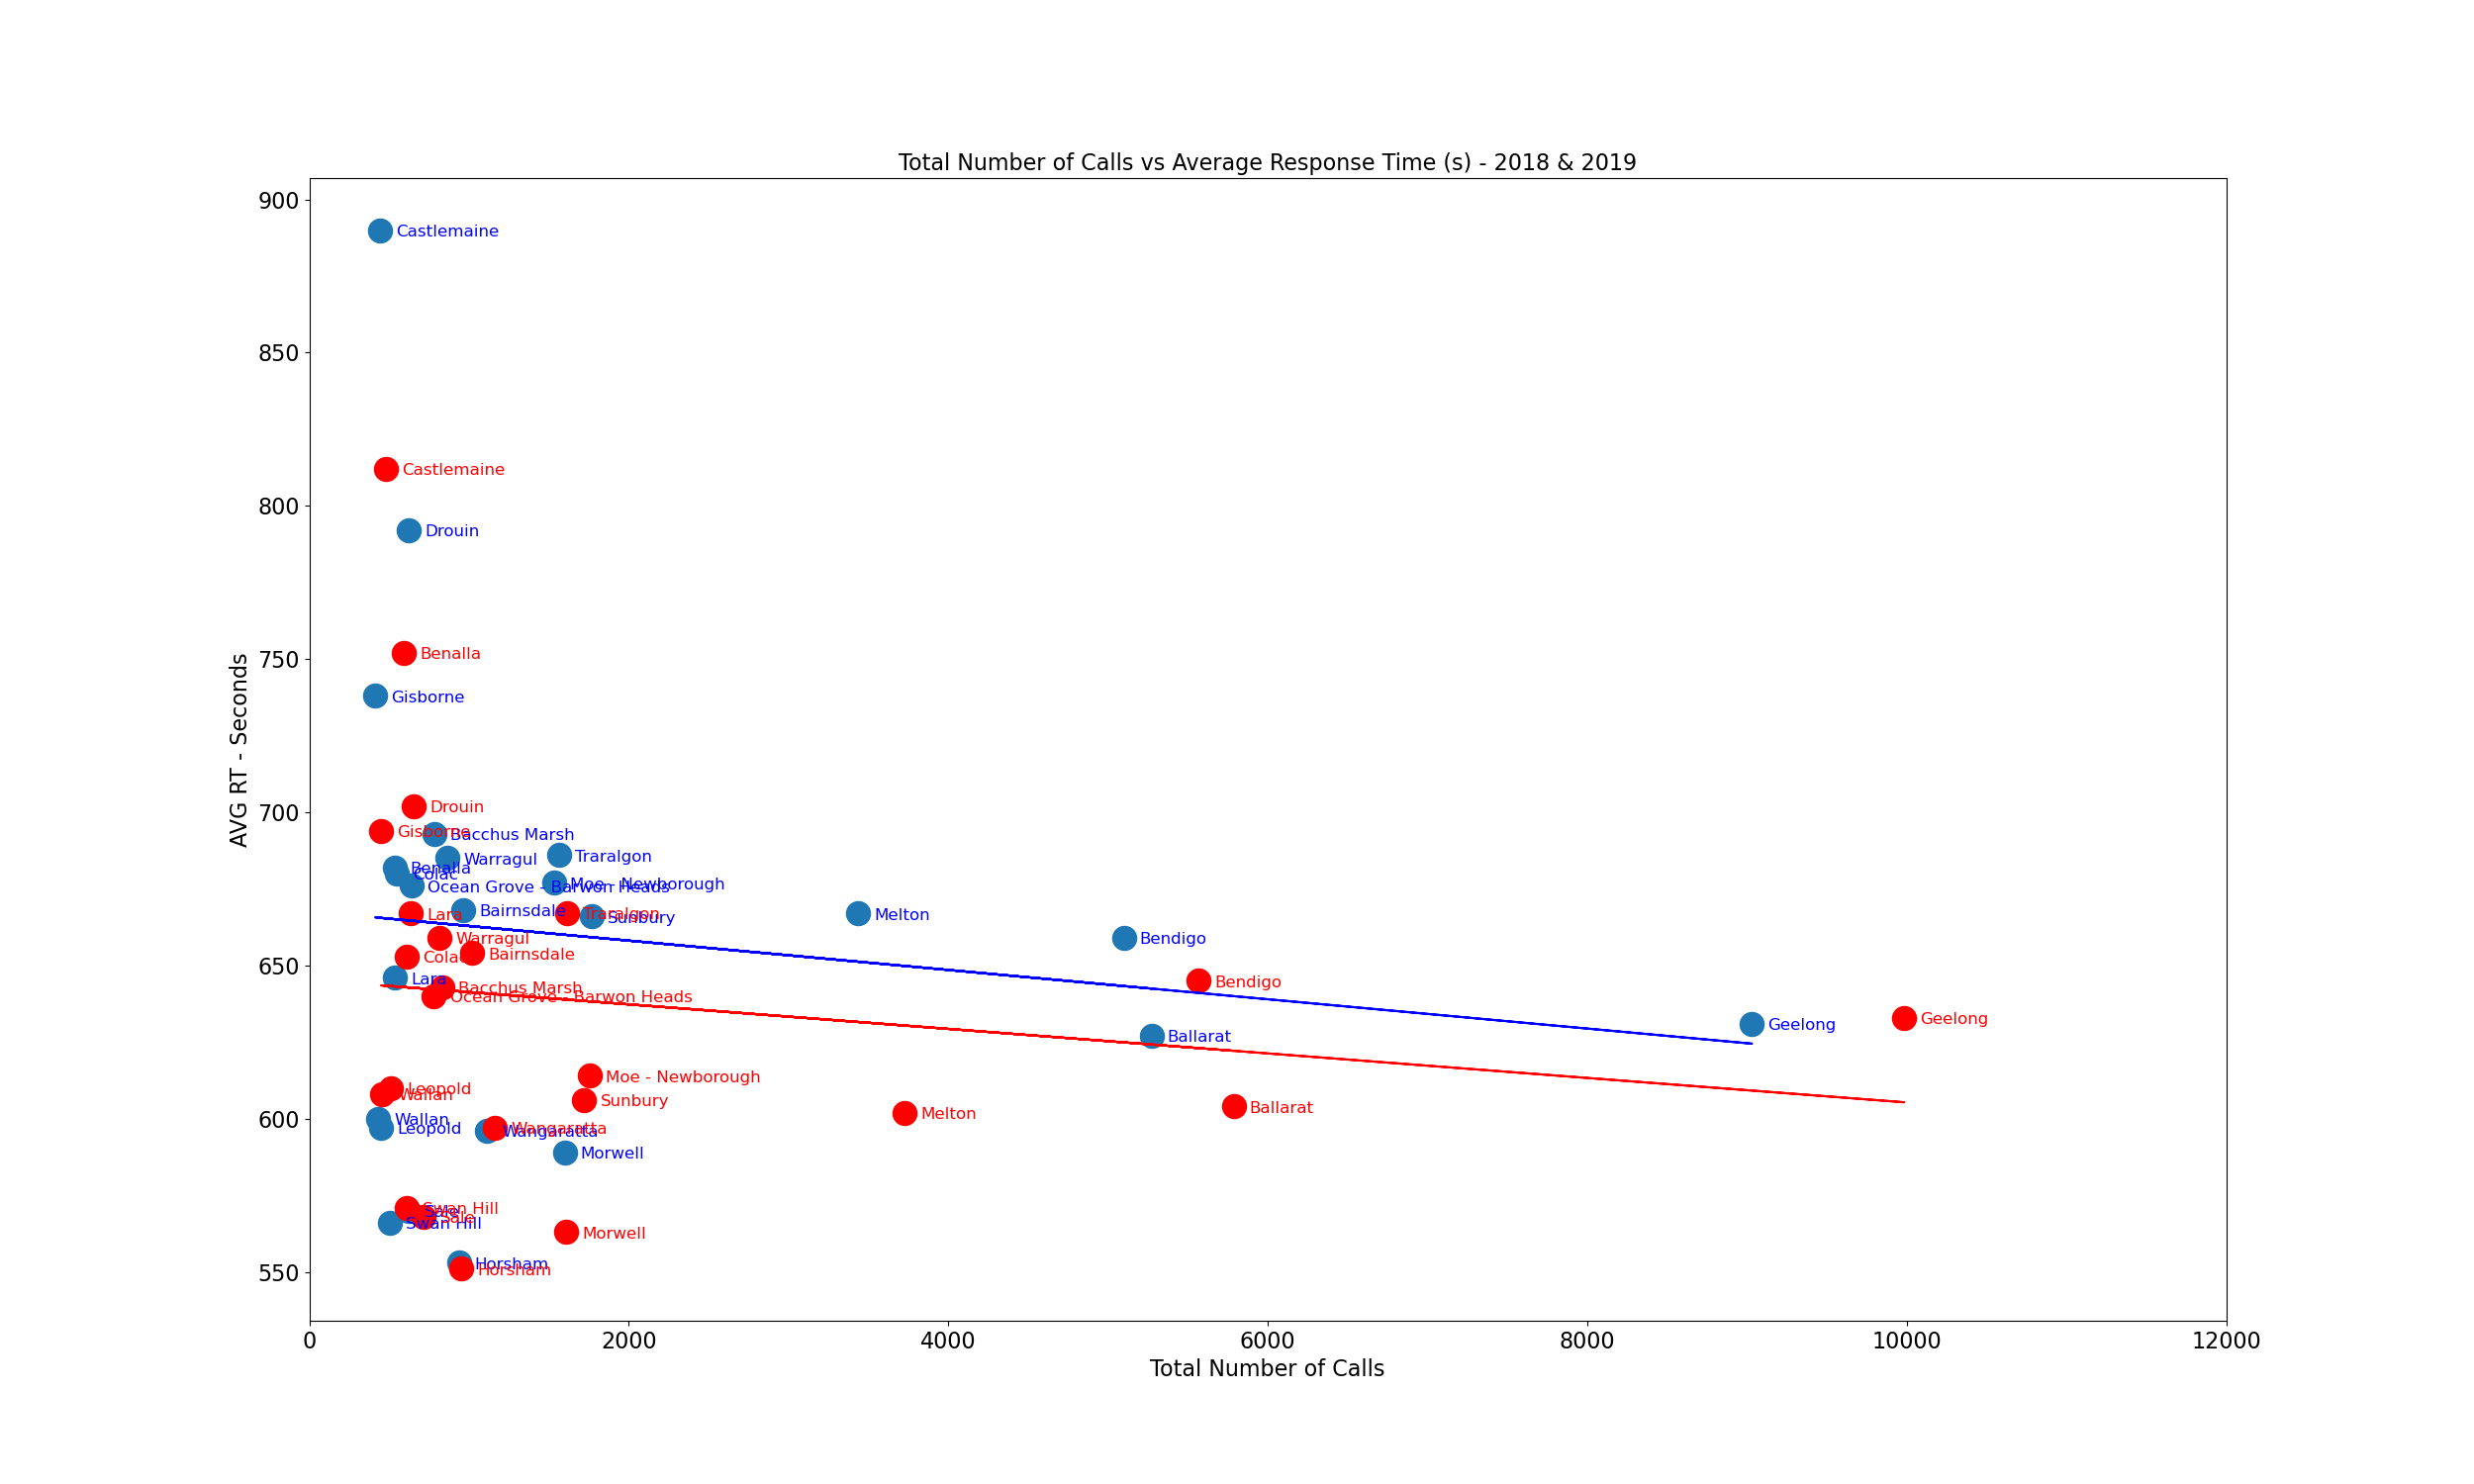 Total Number of Calls vs Average Response Time (s) - 2018 & 2019
900
850
800
750
700
650
600
550
AVG RT - Seconds
Castlemaine
Castlemaine
Drouin
Benalla
Gisborne
Drouin
Gisborne
Bacchus Marsh
Traralgon
Warragul
Benalla
Colac
Moe - Newborough
Ocean Grove - Barwon Heads
Bairnsdale
Lara
Traralgon
Sunbury
Melton
Warragul
Bendigo
Bairnsdale
Colac
Lara
Bendigo
Bacchus Marsh
Ocean Grove - Barwon Heads
Geelong
Geelong
Ballarat
Moe - Newborough
Leopold
Wallan
Sunbury
Ballarat
Melton
Wallan
Leopold
Wangaratta
Wangaratta
Morwell
Swan Hill
Sale
Sale
Swan Hill
Morwell
Horsham
Horsham
0
2000
4000
6000
8000
10000
12000
Total Number of Calls